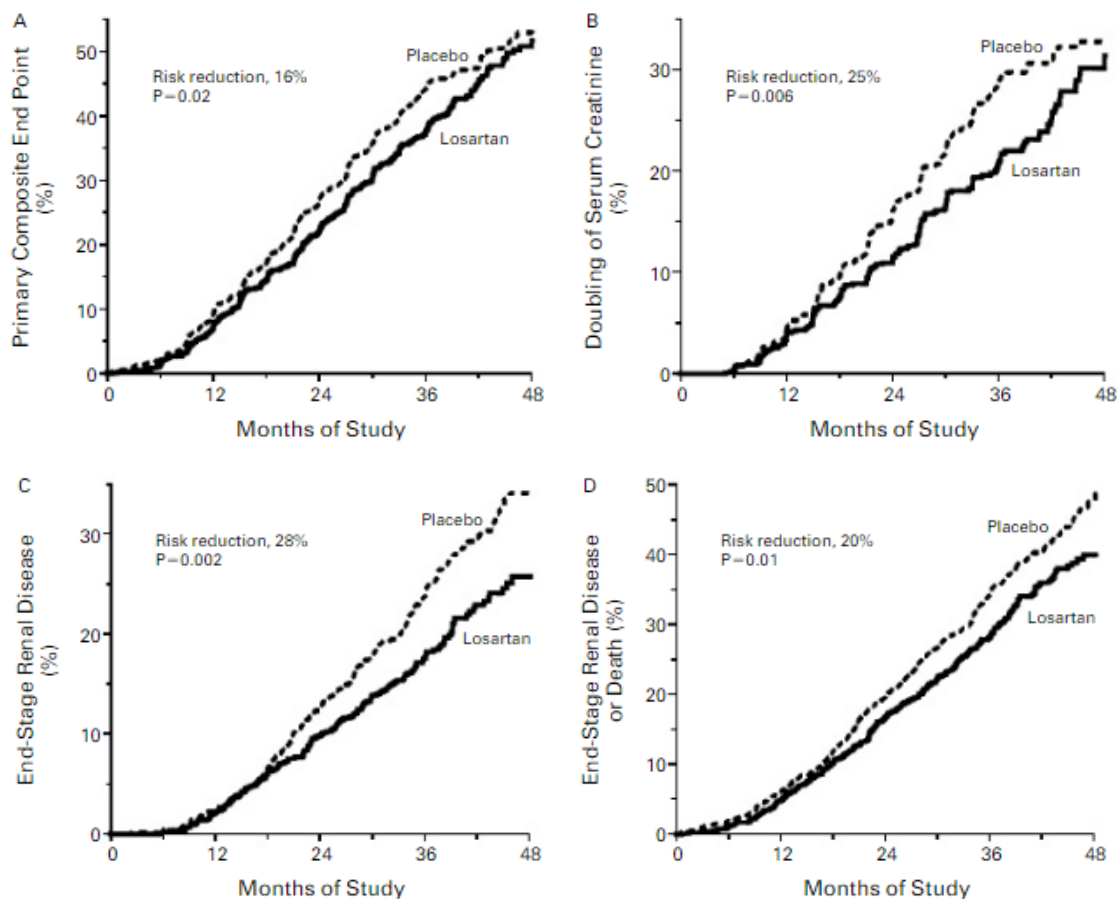 A
Primary Composite End Point
(%)
50
40
30
20
10
0
Placebo
Risk reduction, 16%
P=0.02
Losartan
0 12 24 36 48
Months of Study
B
Doubling of Serum Creatinine
(%)
30
20
10
0
Placebo
Risk reduction, 25%
P=0.006
Losartan
0 12 24 36 48
Months of Study
C
End-Stage Renal Disease
(%)
30
20
10
0
Placebo
Risk reduction, 28%
P=0.002
Losartan
0 12 24 36 48
Months of Study
D
End-Stage Renal Disease
or Death (%)
50
40
30
20
10
0
Placebo
Risk reduction, 20%
P=0.01
Losartan
0 12 24 36 48
Months of Study